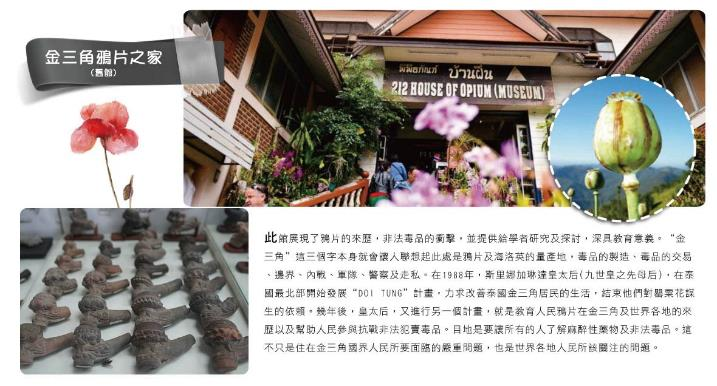 金三角鴉片之家
(舊館)
พิพิธภัณฑ์ บ้านฝิ่น
212 HOUSE OF OPIUM (MUSEUM)
此館展現了鴉片的來歷，非法毒品的衝擊，並提供給學者研究及探討，深具教育意義。“金
三角”這三個字本身就會讓人聯想起此處是鴉片及海洛英的量產地，毒品的製造、毒品的交易
、邊界、內戰、軍隊、警察及走私。在1988年，斯里娜加琳達皇太后(九世皇之先母后)，在泰
國最北部開始發展“DOI TUNG”計畫，力求改善泰國金三角居民的生活，結束他們對罌粟花謀
生的依賴。幾年後，皇太后，又進行另一個計畫，就是教育人民鴉片在金三角及世界各地的來
歷以及幫助人民參與抗戰非法犯賣毒品。目地是要讓所有的人了解麻醉性藥物及非法毒品。這
不只是住在金三角國界人民所要面臨的嚴重問題，也是世界各地人民所該關注的問題。